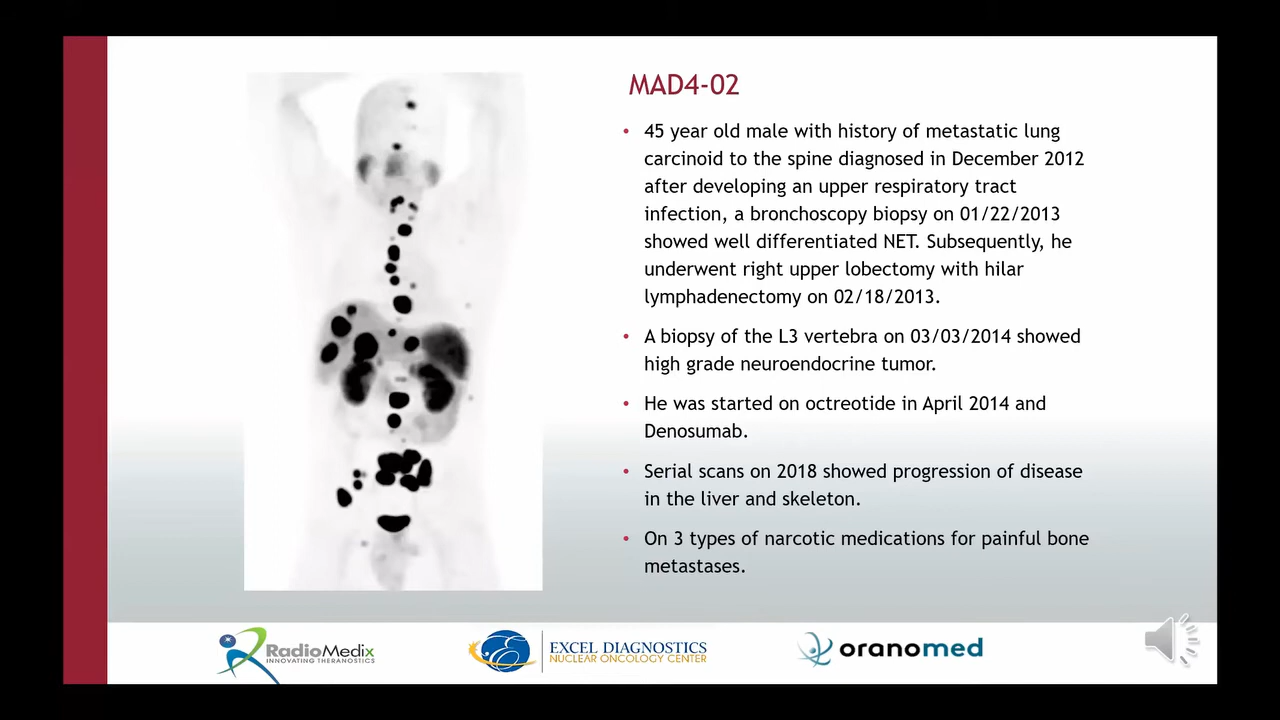 MAD4-02
• 45 year old male with history of metastatic lung
carcinoid to the spine diagnosed in December 2012
after developing an upper respiratory tract
infection, a bronchoscopy biopsy on 01/22/2013
showed well differentiated NET. Subsequently, he
underwent right upper lobectomy with hilar
lymphadenectomy on 02/18/2013.
• A biopsy of the L3 vertebra on 03/03/2014 showed
high grade neuroendocrine tumor.
• He was started on octreotide in April 2014 and
Denosumab.
• Serial scans on 2018 showed progression of disease
in the liver and skeleton.
• On 3 types of narcotic medications for painful bone
metastases.
RadioMedix
INNOVATING THERANOSTICS
EXCEL DIAGNOSTICS
NUCLEAR ONCOLOGY CENTER
oranomed